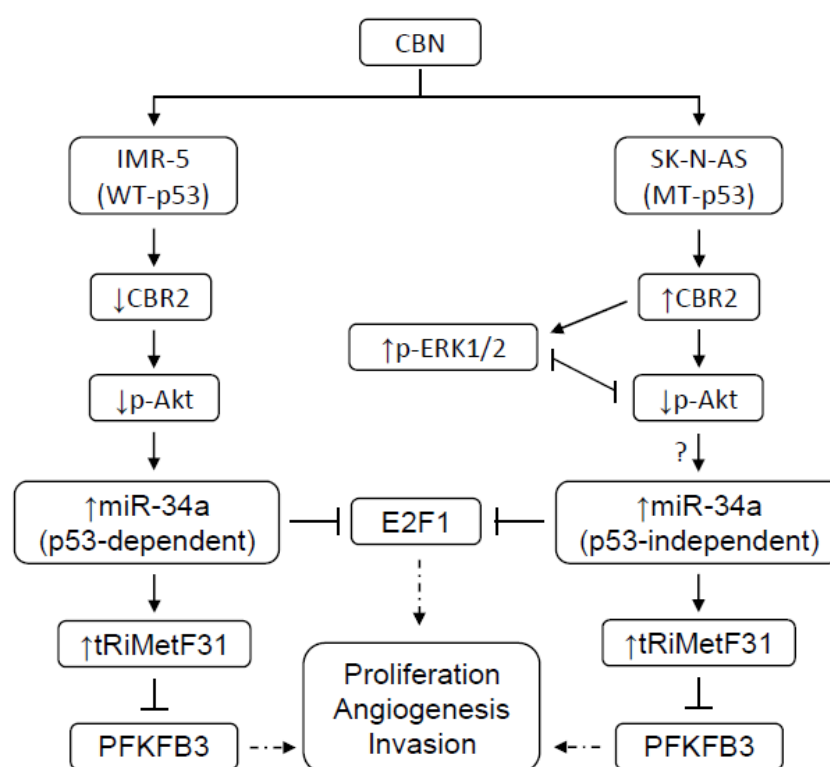 CBN
IMR-5
(WT-p53)
SK-N-AS
(MT-p53)
↓CBR2
↑CBR2
↑p-ERK1/2
↓p-Akt
↓p-Akt
?
↑miR-34a
(p53-dependent)
E2F1
↑miR-34a
(p53-independent)
↑tRiMetF31
↑tRiMetF31
Proliferation
Angiogenesis
Invasion
PFKFB3
PFKFB3